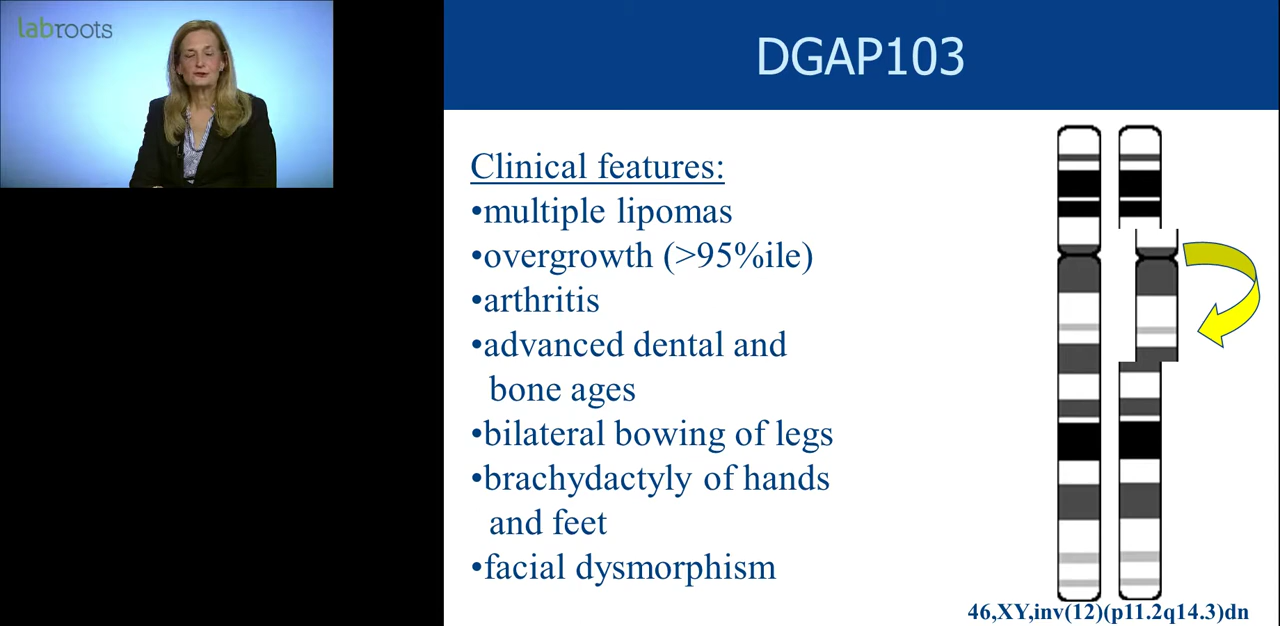 labroots
DGAP103
Clinical features:
•multiple lipomas
•overgrowth (>95%ile)
•arthritis
•advanced dental and
bone ages
•bilateral bowing of legs
•brachydactyly of hands
and feet
•facial dysmorphism
46,XY,inv(12)(p11.2q14.3)dn